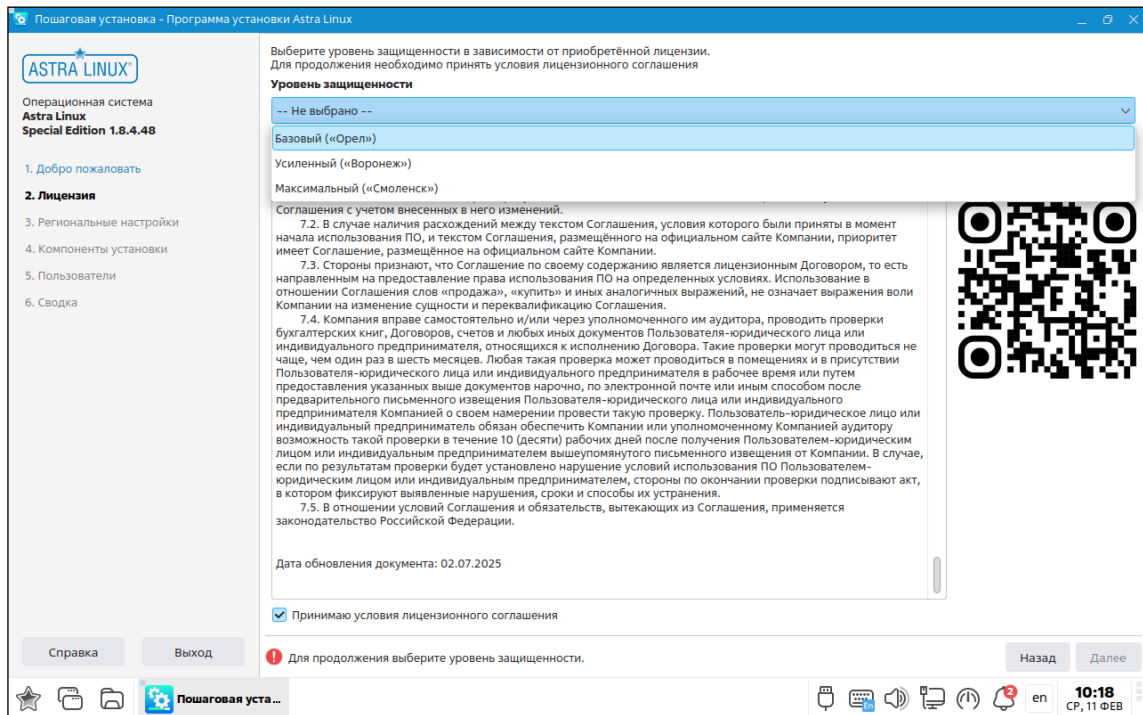 Пошаговая установка - Программа установки Astra Linux
ASTRA LINUX®
Операционная система
Astra Linux
Special Edition 1.8.4.48
1. Добро пожаловать
2. Лицензия
3. Региональные настройки
4. Компоненты установки
5. Пользователи
6. Сводка
Справка
Выход
Выберите уровень защищенности в зависимости от приобретённой лицензии.
Для продолжения необходимо принять условия лицензионного соглашения
Уровень защищенности
-- Не выбрано --
Базовый («Орел»)
Усиленный («Воронеж»)
Максимальный («Смоленск»)
Соглашения с учетом внесенных в него изменений.
7.2. В случае наличия расхождений между текстом Соглашения, условия которого были приняты в момент
начала использования ПО, и текстом Соглашения, размещённого на официальном сайте Компании, приоритет
имеет Соглашение, размещённое на официальном сайте Компании.
7.3. Стороны признают, что Соглашение по своему содержанию является лицензионным Договором, то есть
направленным на предоставление права использования ПО на определенных условиях. Использование в
отношении Соглашения слов «продажа», «купить» и иных аналогичных выражений, не означает выражения воли
Компании на изменение сущности и переквалификацию Соглашения.
7.4. Компания вправе самостоятельно и/или через уполномоченного им аудитора, проводить проверки
бухгалтерских книг, Договоров, счетов и любых иных документов Пользователя-юридического лица или
индивидуального предпринимателя, относящихся к исполнению Договора. Такие проверки могут проводиться не
чаще, чем один раз в шесть месяцев. Любая такая проверка может проводиться в помещениях и в присутствии
Пользователя-юридического лица или индивидуального предпринимателя в рабочее время или путем
предоставления указанных выше документов нарочно, по электронной почте или иным способом после
предварительного письменного извещения Пользователя-юридического лица или индивидуального
предпринимателя Компанией о своем намерении провести такую проверку. Пользователь-юридическое лицо или
индивидуальный предприниматель обязан обеспечить Компании или уполномоченному Компанией аудитору
возможность такой проверки в течение 10 (десяти) рабочих дней после получения Пользователем-юридическим
лицом или индивидуальным предпринимателем вышеупомянутого письменного извещения от Компании. В случае,
если по результатам проверки будет установлено нарушение условий использования ПО Пользователем-
юридическим лицом или индивидуальным предпринимателем, стороны по окончании проверки подписывают акт,
в котором фиксируют выявленные нарушения, сроки и способы их устранения.
7.5. В отношении условий Соглашения и обязательств, вытекающих из Соглашения, применяется
законодательство Российской Федерации.
Дата обновления документа: 02.07.2025
Принимаю условия лицензионного соглашения
Для продолжения выберите уровень защищенности.
Назад
Далее
Пошаговая уста...
En
2
en
10:18
СР, 11 ФЕВ